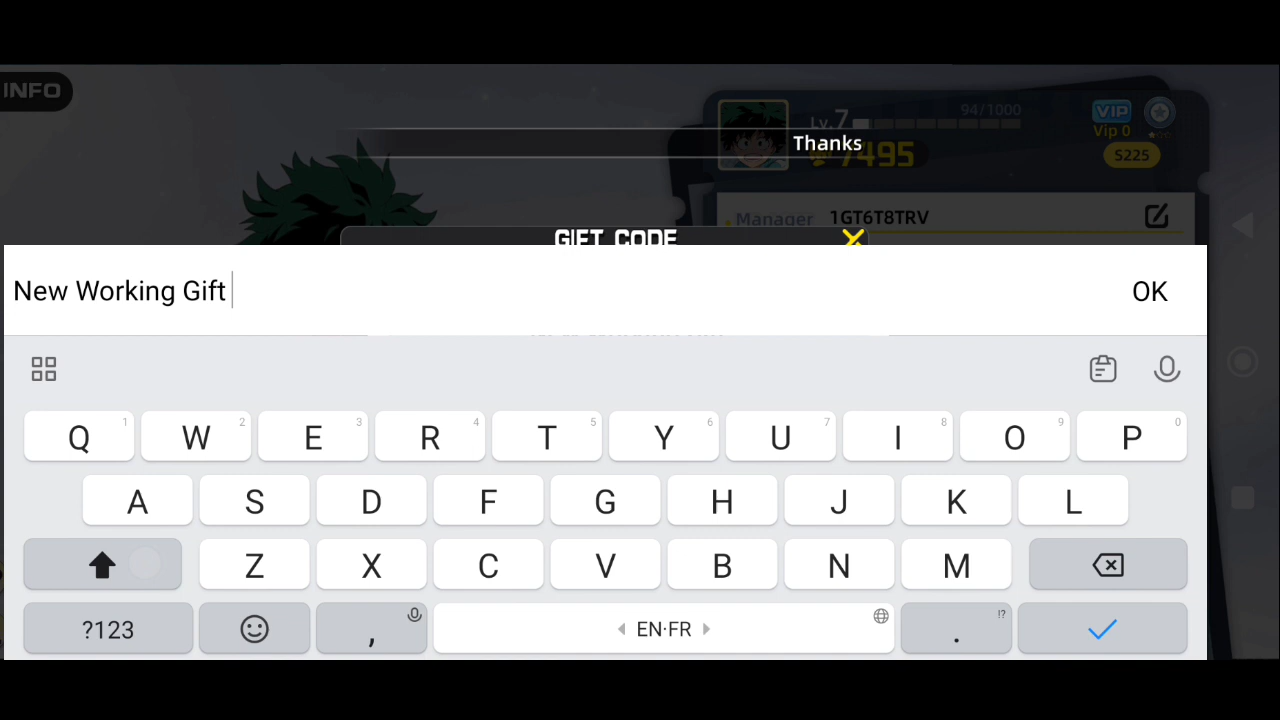 INFO
Lv.7
94/1000
VIP
Vip 0
Thanks
7495
S225
Manager 1GT6T8TRV
GIFT CODE
New Working Gift
OK
Q 1 W 2 E 3 R 4 T 5 Y 6 U 7 I 8 O 9 P 0
A S D F G H J K L
Z X C V B N M
?123 , EN·FR . !?